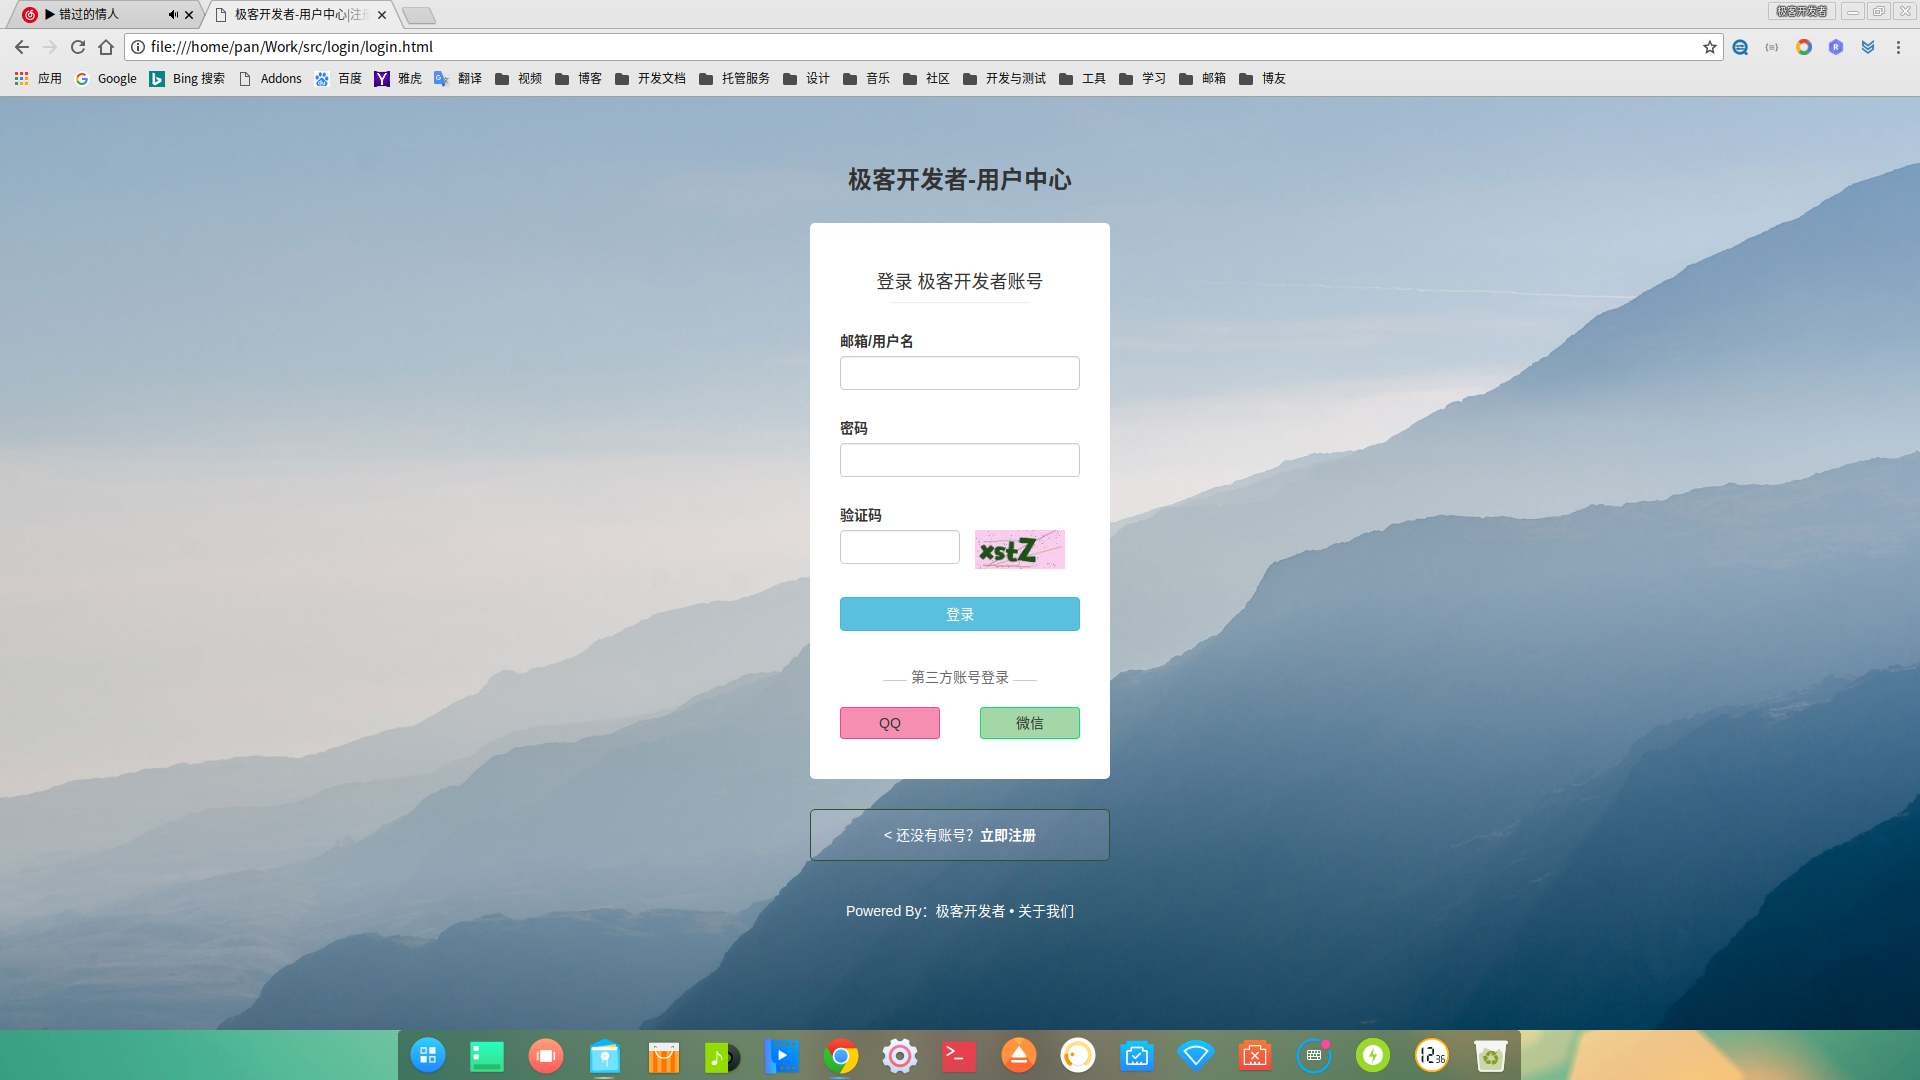 ▶ 错过的情人
极客开发者-用户中心|注册
极客开发者
file:///home/pan/Work/src/login/login.html
应用 Google Bing 搜索 Addons 百度 雅虎 翻译 视频 博客 开发文档 托管服务 设计 音乐 社区 开发与测试 工具 学习 邮箱 博友
极客开发者-用户中心
登录 极客开发者账号
邮箱/用户名
密码
验证码
xstZ
登录
第三方账号登录
QQ 微信
< 还没有账号？立即注册
Powered By：极客开发者 • 关于我们
12 36